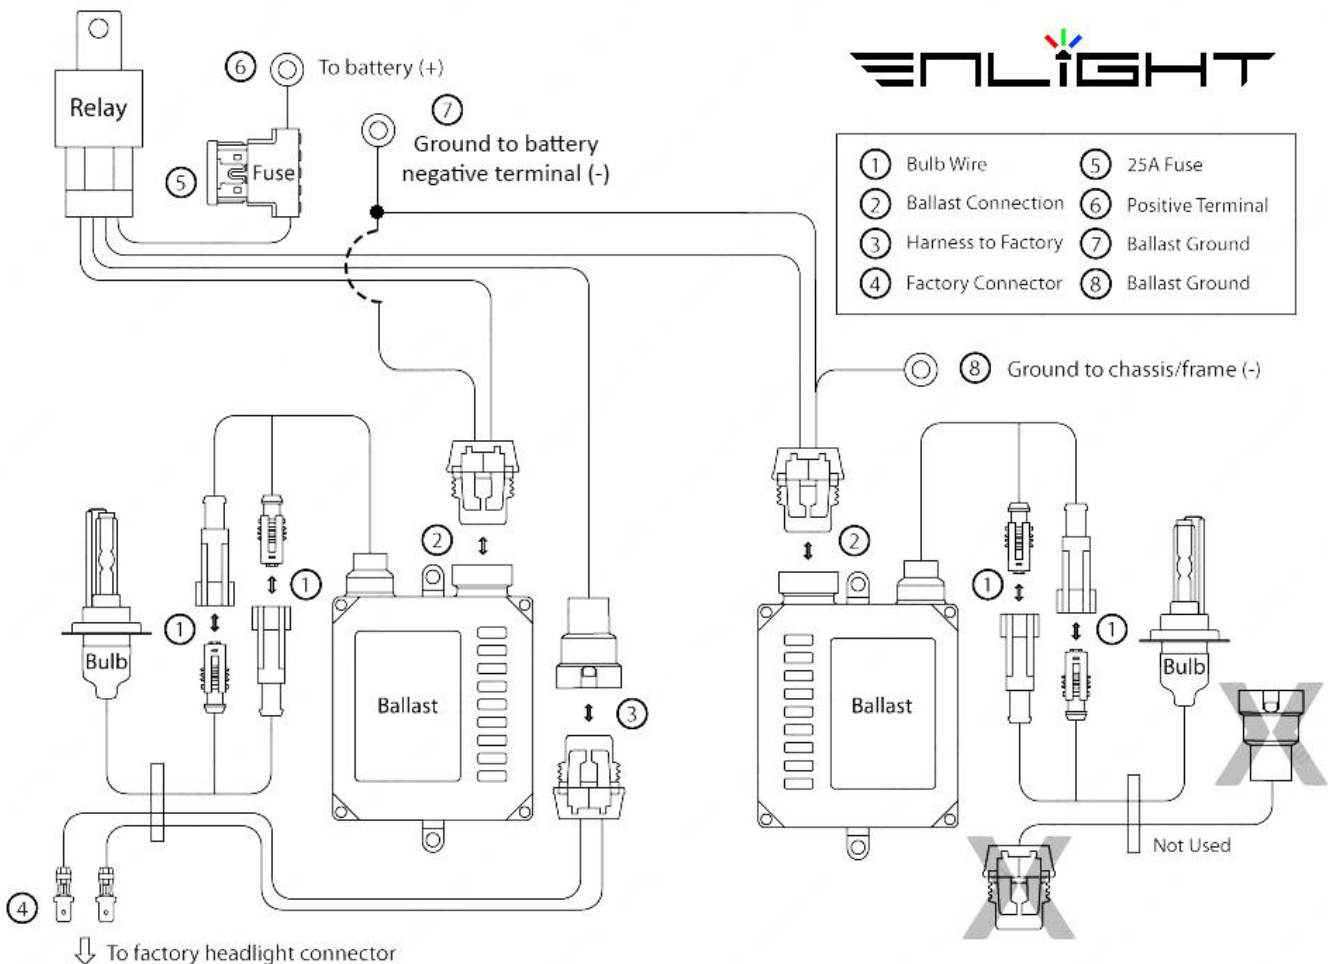 ENLIGHT
6 To battery (+)
7
Relay
Ground to battery
negative terminal (-)
5 Fuse
1 Bulb Wire
2 Ballast Connection
3 Harness to Factory
4 Factory Connector
5 25A Fuse
6 Positive Terminal
7 Ballast Ground
8 Ballast Ground
8 Ground to chassis/frame (-)
2
2
1
1
1
1
Bulb
Bulb
Ballast
3
Ballast
Not Used
4
To factory headlight connector